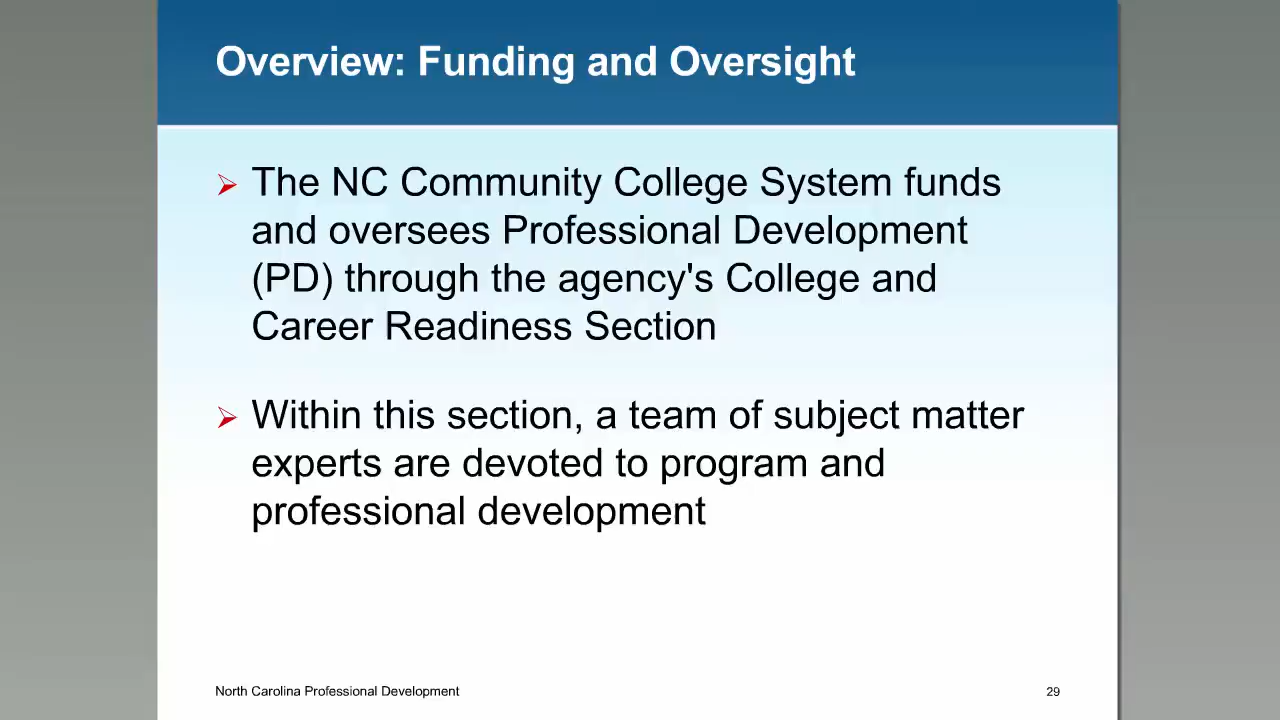 Overview: Funding and Oversight
The NC Community College System funds
and oversees Professional Development
(PD) through the agency's College and
Career Readiness Section
Within this section, a team of subject matter
experts are devoted to program and
professional development
North Carolina Professional Development
29